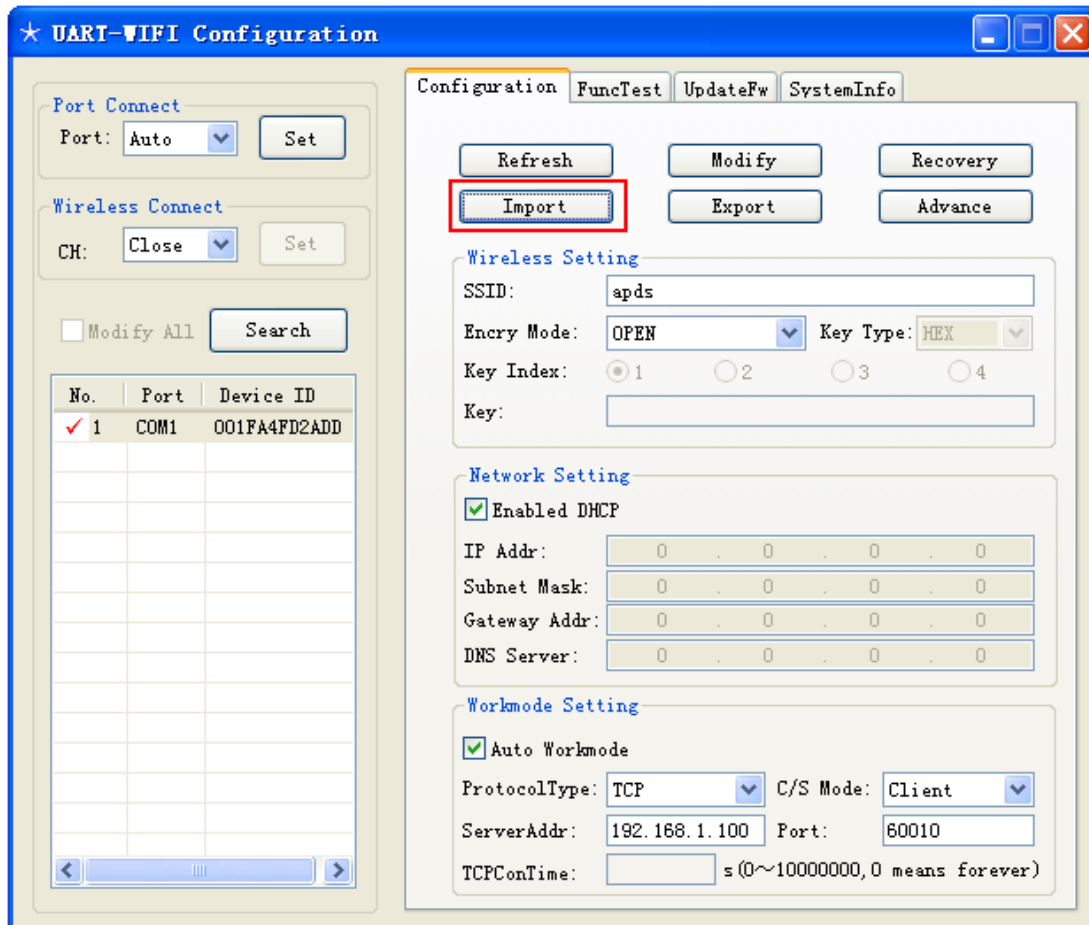 UART-WIFI Configuration
Configuration FuncTest UpdateFw SystemInfo
Port Connect
Port: Auto Set
Wireless Connect
CH: Close Set
Modify All Search
No. Port Device ID
1 COM1 001FA4FD2ADD
Refresh Modify Recovery
Import Export Advance
Wireless Setting
SSID: apds
Encry Mode: OPEN Key Type: HEX
Key Index: 1 2 3 4
Key:
Network Setting
Enabled DHCP
IP Addr: 0 . 0 . 0 . 0
Subnet Mask: 0 . 0 . 0 . 0
Gateway Addr: 0 . 0 . 0 . 0
DNS Server: 0 . 0 . 0 . 0
Workmode Setting
Auto Workmode
ProtocolType: TCP C/S Mode: Client
ServerAddr: 192.168.1.100 Port: 60010
TCPConTime: s(0～10000000,0 means forever)